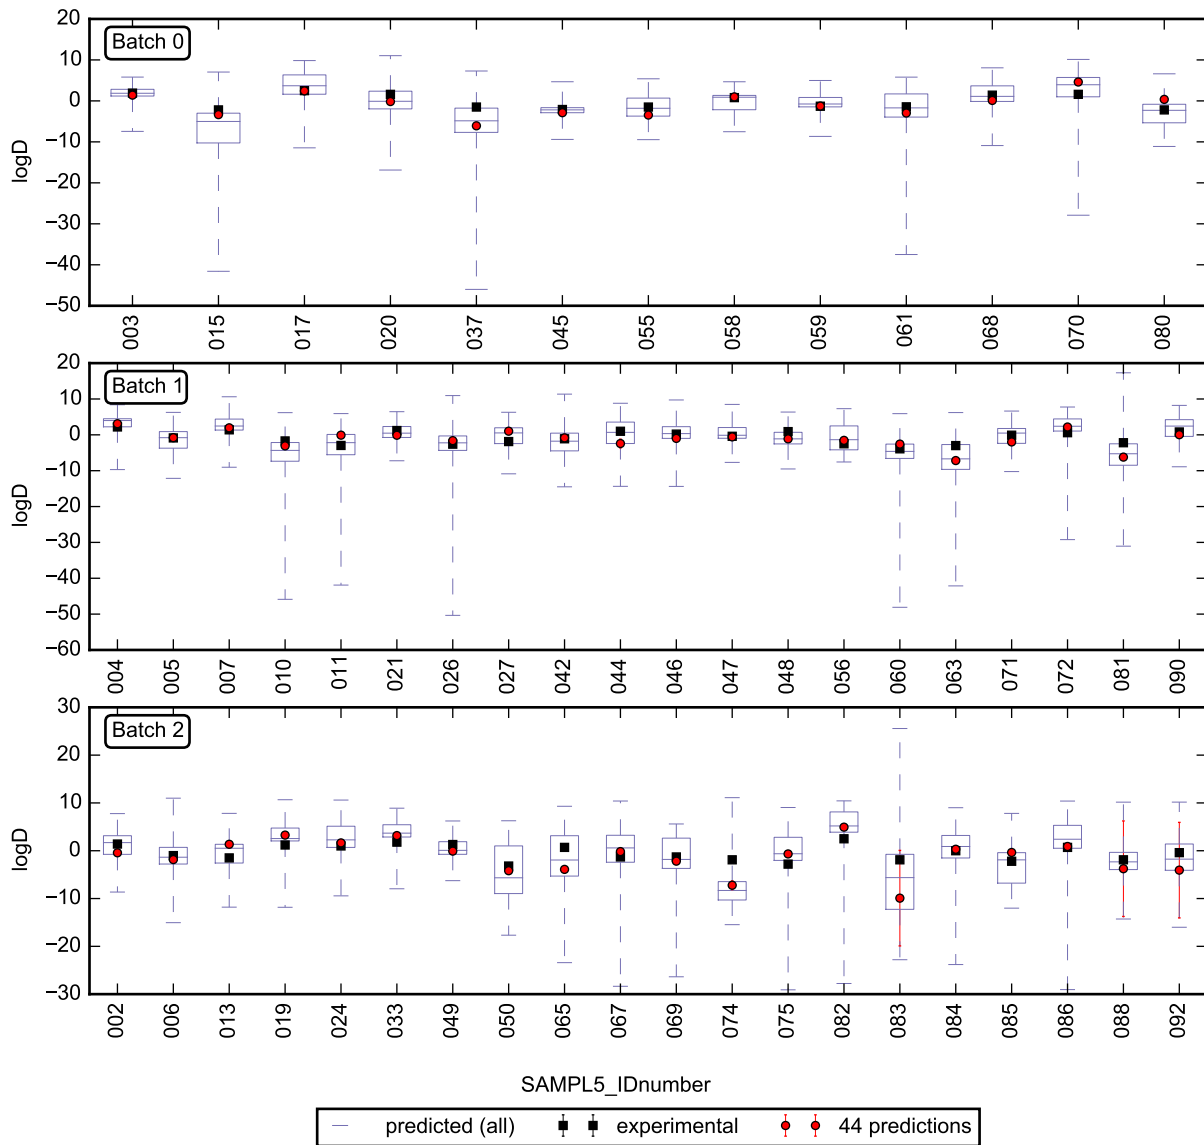 20
Batch 0
10
0
−10
−20
−30
−40
−50
logD
003 015 017 020 037 045 055 058 059 061 068 070 080
20
Batch 1
10
0
−10
−20
−30
−40
−50
−60
logD
004 005 007 010 011 021 026 027 042 044 046 047 048 056 060 063 071 072 081 090
30
Batch 2
20
10
0
−10
−20
−30
logD
002 006 013 019 024 033 049 050 065 067 069 074 075 082 083 084 085 086 088 092
SAMPL5_IDnumber
predicted (all) experimental 44 predictions